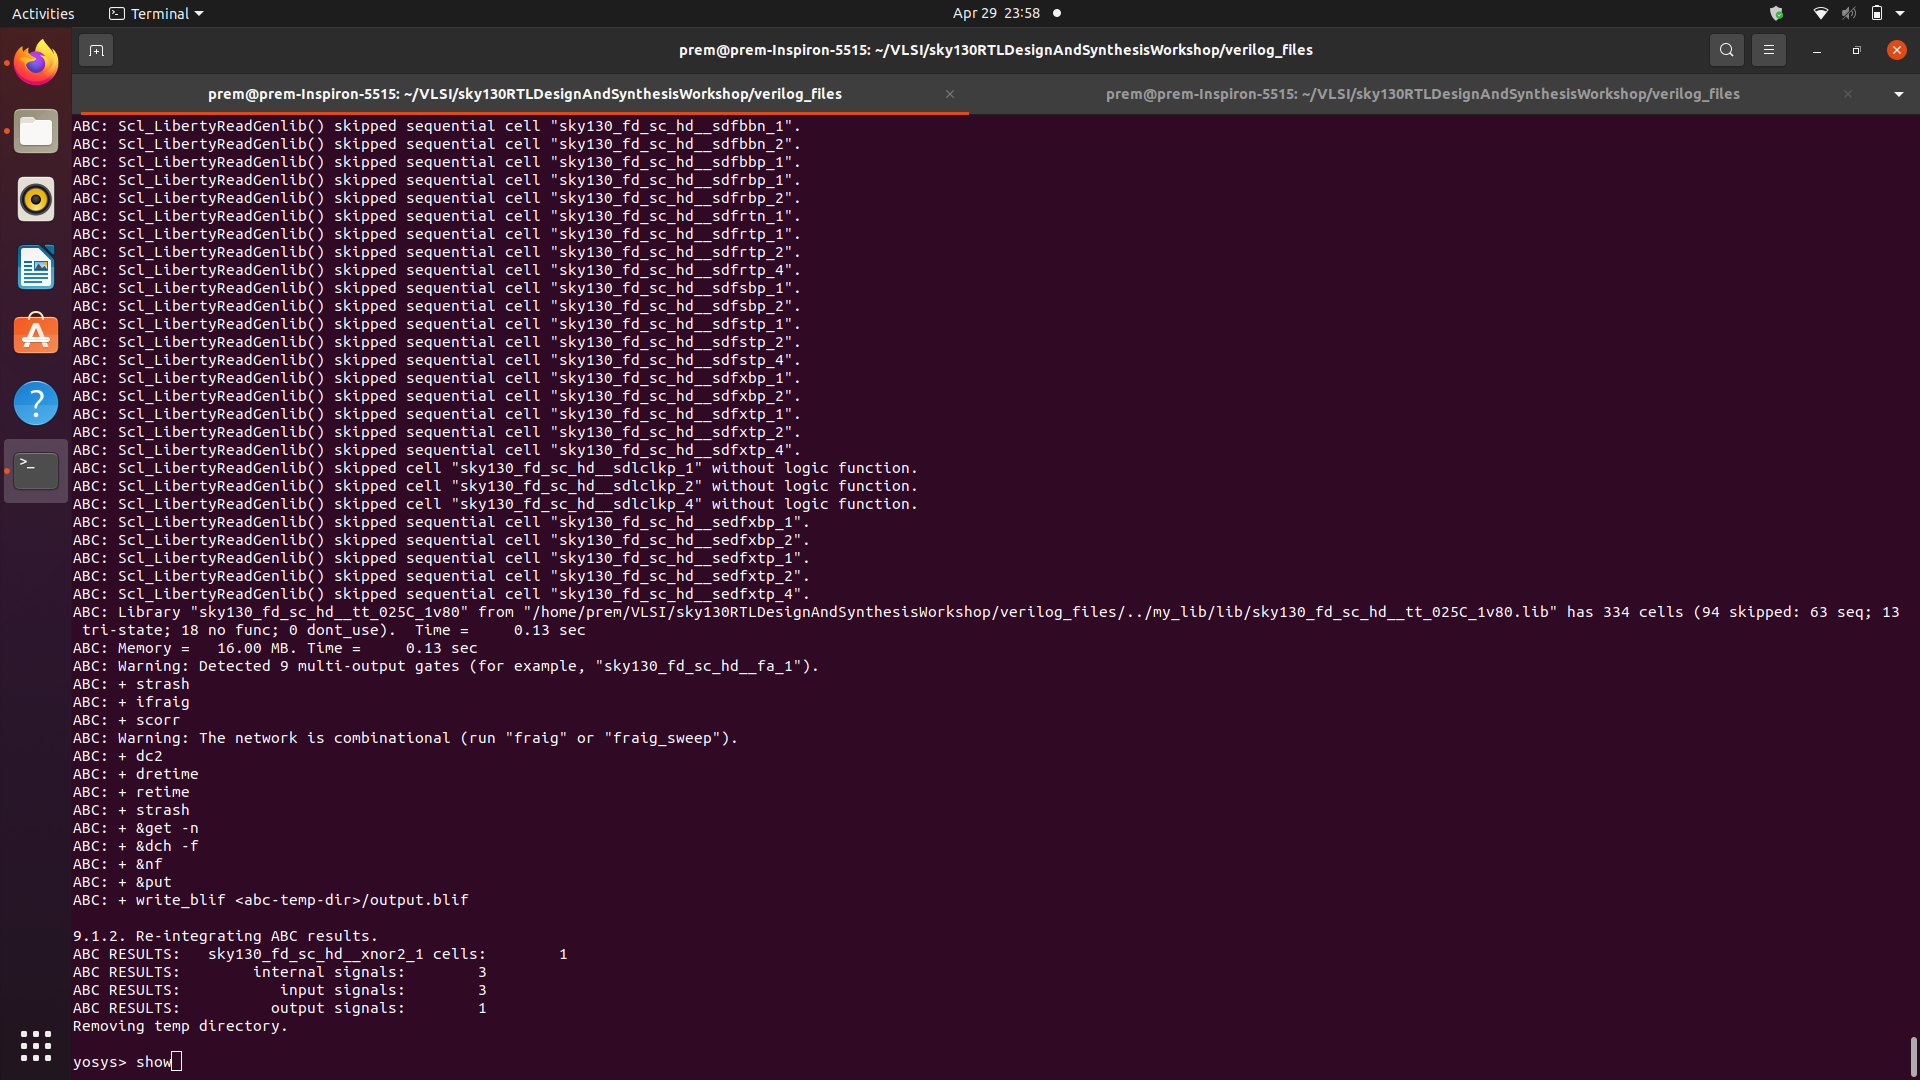 Activities
Terminal
Apr 29 23:58
prem@prem-Inspiron-5515: ~/VLSI/sky130RTLDesignAndSynthesisWorkshop/verilog_files
prem@prem-Inspiron-5515: ~/VLSI/sky130RTLDesignAndSynthesisWorkshop/verilog_files
prem@prem-Inspiron-5515: ~/VLSI/sky130RTLDesignAndSynthesisWorkshop/verilog_files
ABC: Scl_LibertyReadGenlib() skipped sequential cell "sky130_fd_sc_hd__sdfbbn_1".
ABC: Scl_LibertyReadGenlib() skipped sequential cell "sky130_fd_sc_hd__sdfbbn_2".
ABC: Scl_LibertyReadGenlib() skipped sequential cell "sky130_fd_sc_hd__sdfbbp_1".
ABC: Scl_LibertyReadGenlib() skipped sequential cell "sky130_fd_sc_hd__sdfrbp_1".
ABC: Scl_LibertyReadGenlib() skipped sequential cell "sky130_fd_sc_hd__sdfrbp_2".
ABC: Scl_LibertyReadGenlib() skipped sequential cell "sky130_fd_sc_hd__sdfrtn_1".
ABC: Scl_LibertyReadGenlib() skipped sequential cell "sky130_fd_sc_hd__sdfrtp_1".
ABC: Scl_LibertyReadGenlib() skipped sequential cell "sky130_fd_sc_hd__sdfrtp_2".
ABC: Scl_LibertyReadGenlib() skipped sequential cell "sky130_fd_sc_hd__sdfrtp_4".
ABC: Scl_LibertyReadGenlib() skipped sequential cell "sky130_fd_sc_hd__sdfsbp_1".
ABC: Scl_LibertyReadGenlib() skipped sequential cell "sky130_fd_sc_hd__sdfsbp_2".
ABC: Scl_LibertyReadGenlib() skipped sequential cell "sky130_fd_sc_hd__sdfstp_1".
ABC: Scl_LibertyReadGenlib() skipped sequential cell "sky130_fd_sc_hd__sdfstp_2".
ABC: Scl_LibertyReadGenlib() skipped sequential cell "sky130_fd_sc_hd__sdfstp_4".
ABC: Scl_LibertyReadGenlib() skipped sequential cell "sky130_fd_sc_hd__sdfxbp_1".
ABC: Scl_LibertyReadGenlib() skipped sequential cell "sky130_fd_sc_hd__sdfxbp_2".
ABC: Scl_LibertyReadGenlib() skipped sequential cell "sky130_fd_sc_hd__sdfxtp_1".
ABC: Scl_LibertyReadGenlib() skipped sequential cell "sky130_fd_sc_hd__sdfxtp_2".
ABC: Scl_LibertyReadGenlib() skipped sequential cell "sky130_fd_sc_hd__sdfxtp_4".
ABC: Scl_LibertyReadGenlib() skipped cell "sky130_fd_sc_hd__sdlclkp_1" without logic function.
ABC: Scl_LibertyReadGenlib() skipped cell "sky130_fd_sc_hd__sdlclkp_2" without logic function.
ABC: Scl_LibertyReadGenlib() skipped cell "sky130_fd_sc_hd__sdlclkp_4" without logic function.
ABC: Scl_LibertyReadGenlib() skipped sequential cell "sky130_fd_sc_hd__sedfxbp_1".
ABC: Scl_LibertyReadGenlib() skipped sequential cell "sky130_fd_sc_hd__sedfxbp_2".
ABC: Scl_LibertyReadGenlib() skipped sequential cell "sky130_fd_sc_hd__sedfxtp_1".
ABC: Scl_LibertyReadGenlib() skipped sequential cell "sky130_fd_sc_hd__sedfxtp_2".
ABC: Scl_LibertyReadGenlib() skipped sequential cell "sky130_fd_sc_hd__sedfxtp_4".
ABC: Library "sky130_fd_sc_hd__tt_025C_1v80" from "/home/prem/VLSI/sky130RTLDesignAndSynthesisWorkshop/verilog_files/../my_lib/lib/sky130_fd_sc_hd__tt_025C_1v80.lib" has 334 cells (94 skipped: 63 seq; 13
tri-state; 18 no func; 0 dont_use).  Time =     0.13 sec
ABC: Memory =   16.00 MB. Time =     0.13 sec
ABC: Warning: Detected 9 multi-output gates (for example, "sky130_fd_sc_hd__fa_1").
ABC: + strash
ABC: + ifraig
ABC: + scorr
ABC: Warning: The network is combinational (run "fraig" or "fraig_sweep").
ABC: + dc2
ABC: + dretime
ABC: + retime
ABC: + strash
ABC: + &get -n
ABC: + &dch -f
ABC: + &nf
ABC: + &put
ABC: + write_blif <abc-temp-dir>/output.blif
9.1.2. Re-integrating ABC results.
ABC RESULTS:   sky130_fd_sc_hd__xnor2_1 cells:        1
ABC RESULTS:        internal signals:        3
ABC RESULTS:           input signals:        3
ABC RESULTS:          output signals:        1
Removing temp directory.
yosys> show